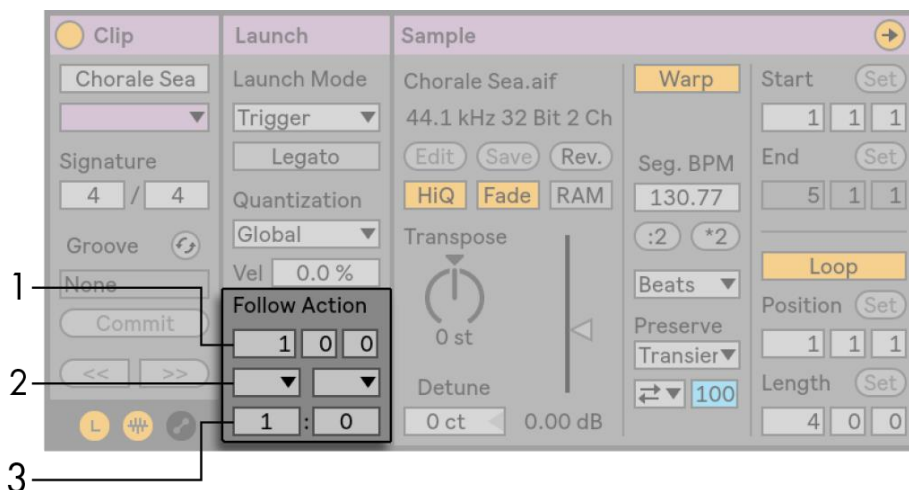 Clip
Launch
Sample
Chorale Sea
Signature
4 / 4
Groove
None
Commit
<< >>
L
Launch Mode
Trigger
Legato
Quantization
Global
Vel 0.0 %
Follow Action
1 0 0
1 : 0
Chorale Sea.aif
44.1 kHz 32 Bit 2 Ch
Edit Save Rev.
HiQ Fade RAM
Transpose
0 st
Detune
0 ct 0.00 dB
Warp
Seg. BPM
130.77
:2 *2
Beats
Preserve
Transier
100
Start Set
1 1 1
End Set
5 1 1
Loop
Position Set
1 1 1
Length Set
4 0 0
1
2
3